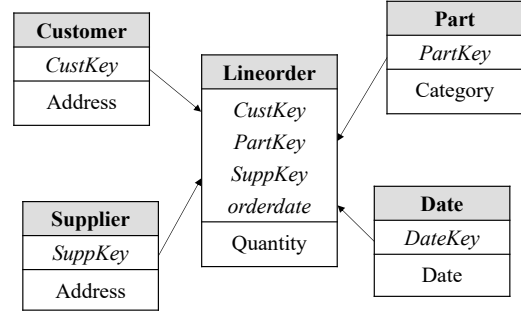 Customer
CustKey
Address
Lineorder
CustKey
PartKey
SuppKey
orderdate
Quantity
Part
PartKey
Category
Supplier
SuppKey
Address
Date
DateKey
Date